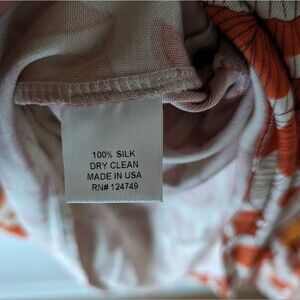 100% SILK
DRY CLEAN
MADE IN USA
RN# 124749